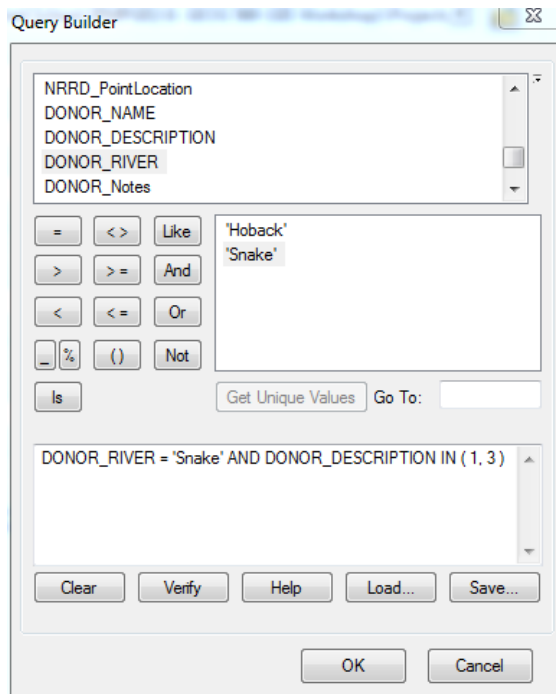 Query Builder
NRRD_PointLocation
DONOR_NAME
DONOR_DESCRIPTION
DONOR_RIVER
DONOR_Notes
= <> Like
'Hoback'
'Snake'
> >= And
< <= Or
_ % () Not
Is
Get Unique Values Go To:
DONOR_RIVER = 'Snake' AND DONOR_DESCRIPTION IN ( 1, 3 )
Clear Verify Help Load... Save...
OK Cancel